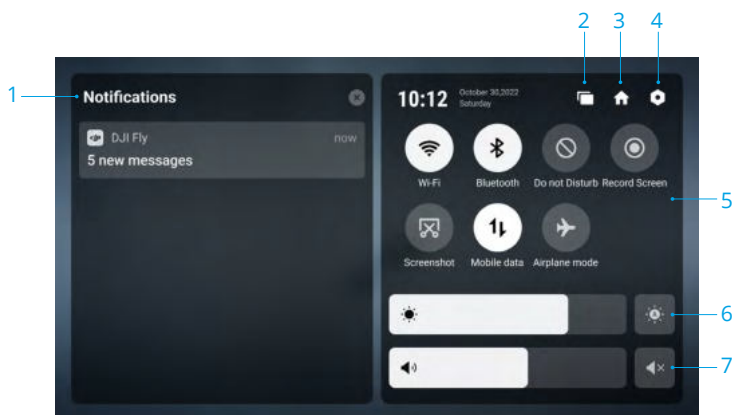 2
3
4
1
Notifications
DJI Fly
now
5 new messages
10:12
October 30,2022
Saturday
Wi-Fi
Bluetooth
Do not Disturb
Record Screen
Screenshot
Mobile data
Airplane mode
5
6
7